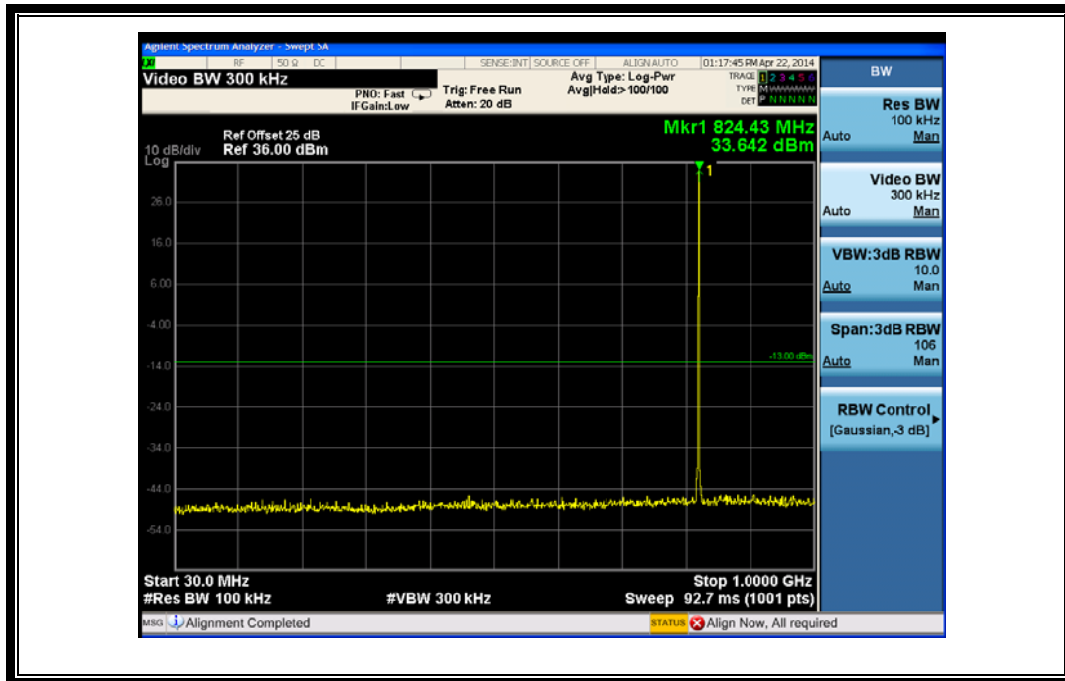 Agilent Spectrum Analyzer - Swept SA
RF 50 Ω DC SENSE:INT SOURCE OFF ALIGN AUTO 01:17:45 PM Apr 22, 2014
Video BW 300 kHz
PNO: Fast
IFGain:Low
Trig: Free Run
Atten: 20 dB
Avg Type: Log-Pwr
Avg|Hold:>100/100
TRACE 1 2 3 4 5 6
TYPE M WWWWW
DET P N N N N N
Mkr1 824.43 MHz
33.642 dBm
Ref Offset 25 dB
10 dB/div Ref 36.00 dBm
Log
1
26.0
16.0
6.00
-4.00
-13.00 dBm
-14.0
-24.0
-34.0
-44.0
-54.0
Start 30.0 MHz Stop 1.0000 GHz
#Res BW 100 kHz #VBW 300 kHz Sweep 92.7 ms (1001 pts)
MSG Alignment Completed STATUS Align Now, All required
BW
Res BW
100 kHz
Auto Man
Video BW
300 kHz
Auto Man
VBW:3dB RBW
10.0
Auto Man
Span:3dB RBW
106
Auto Man
RBW Control
[Gaussian,-3 dB]